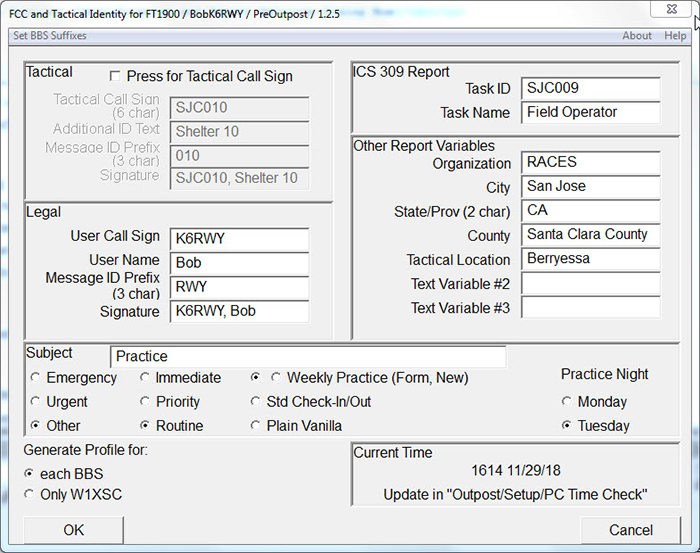 FCC and Tactical Identity for FT1900 / BobK6RWY / PreOutpost / 1.2.5
Set BBS Suffixes About Help
Tactical
Press for Tactical Call Sign
Tactical Call Sign
(6 char) SJC010
Additional ID Text Shelter 10
Message ID Prefix
(3 char) 010
Signature SJC010, Shelter 10
Legal
User Call Sign K6RWY
User Name Bob
Message ID Prefix
(3 char) RWY
Signature K6RWY, Bob
ICS 309 Report
Task ID SJC009
Task Name Field Operator
Other Report Variables
Organization RACES
City San Jose
State/Prov (2 char) CA
County Santa Clara County
Tactical Location Berryessa
Text Variable #2
Text Variable #3
Subject Practice
Emergency Immediate Weekly Practice (Form, New) Practice Night
Urgent Priority Std Check-In/Out Monday
Other Routine Plain Vanilla Tuesday
Generate Profile for:
each BBS
Only W1XSC
Current Time
1614 11/29/18
Update in "Outpost/Setup/PC Time Check"
OK Cancel